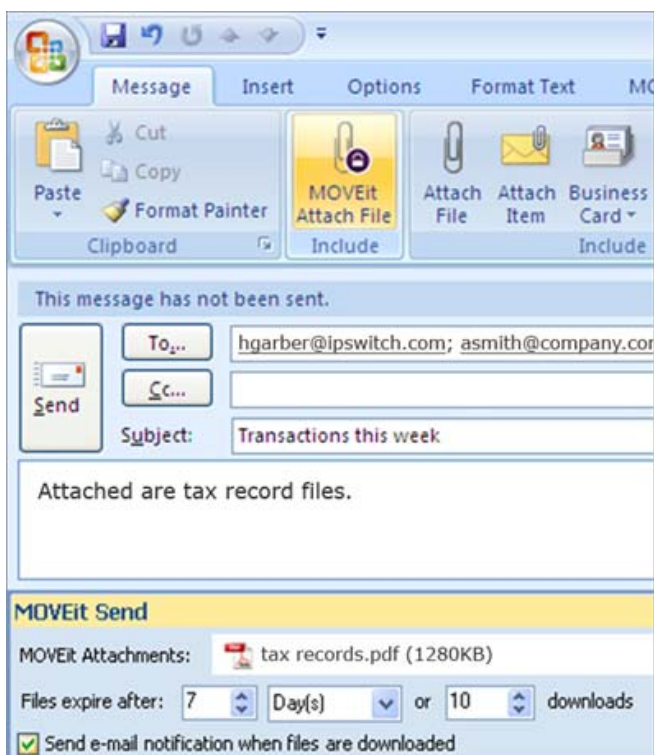 Message Insert Options Format Text
Cut
Copy
Paste
Format Painter
Clipboard
MOVEit
Attach File
Include
Attach File
Attach Item
Business Card
Include
This message has not been sent.
To... hgarber@ipswitch.com; asmith@company.com
Cc...
Send
Subject: Transactions this week
Attached are tax record files.
MOVEit Send
MOVEit Attachments: tax records.pdf (1280KB)
Files expire after: 7 Day(s) or 10 downloads
Send e-mail notification when files are downloaded